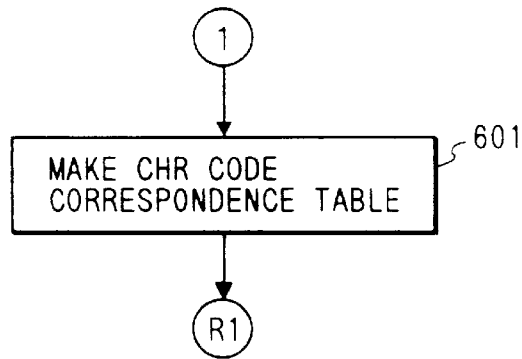 1
601
MAKE CHR CODE
CORRESPONDENCE TABLE
R1